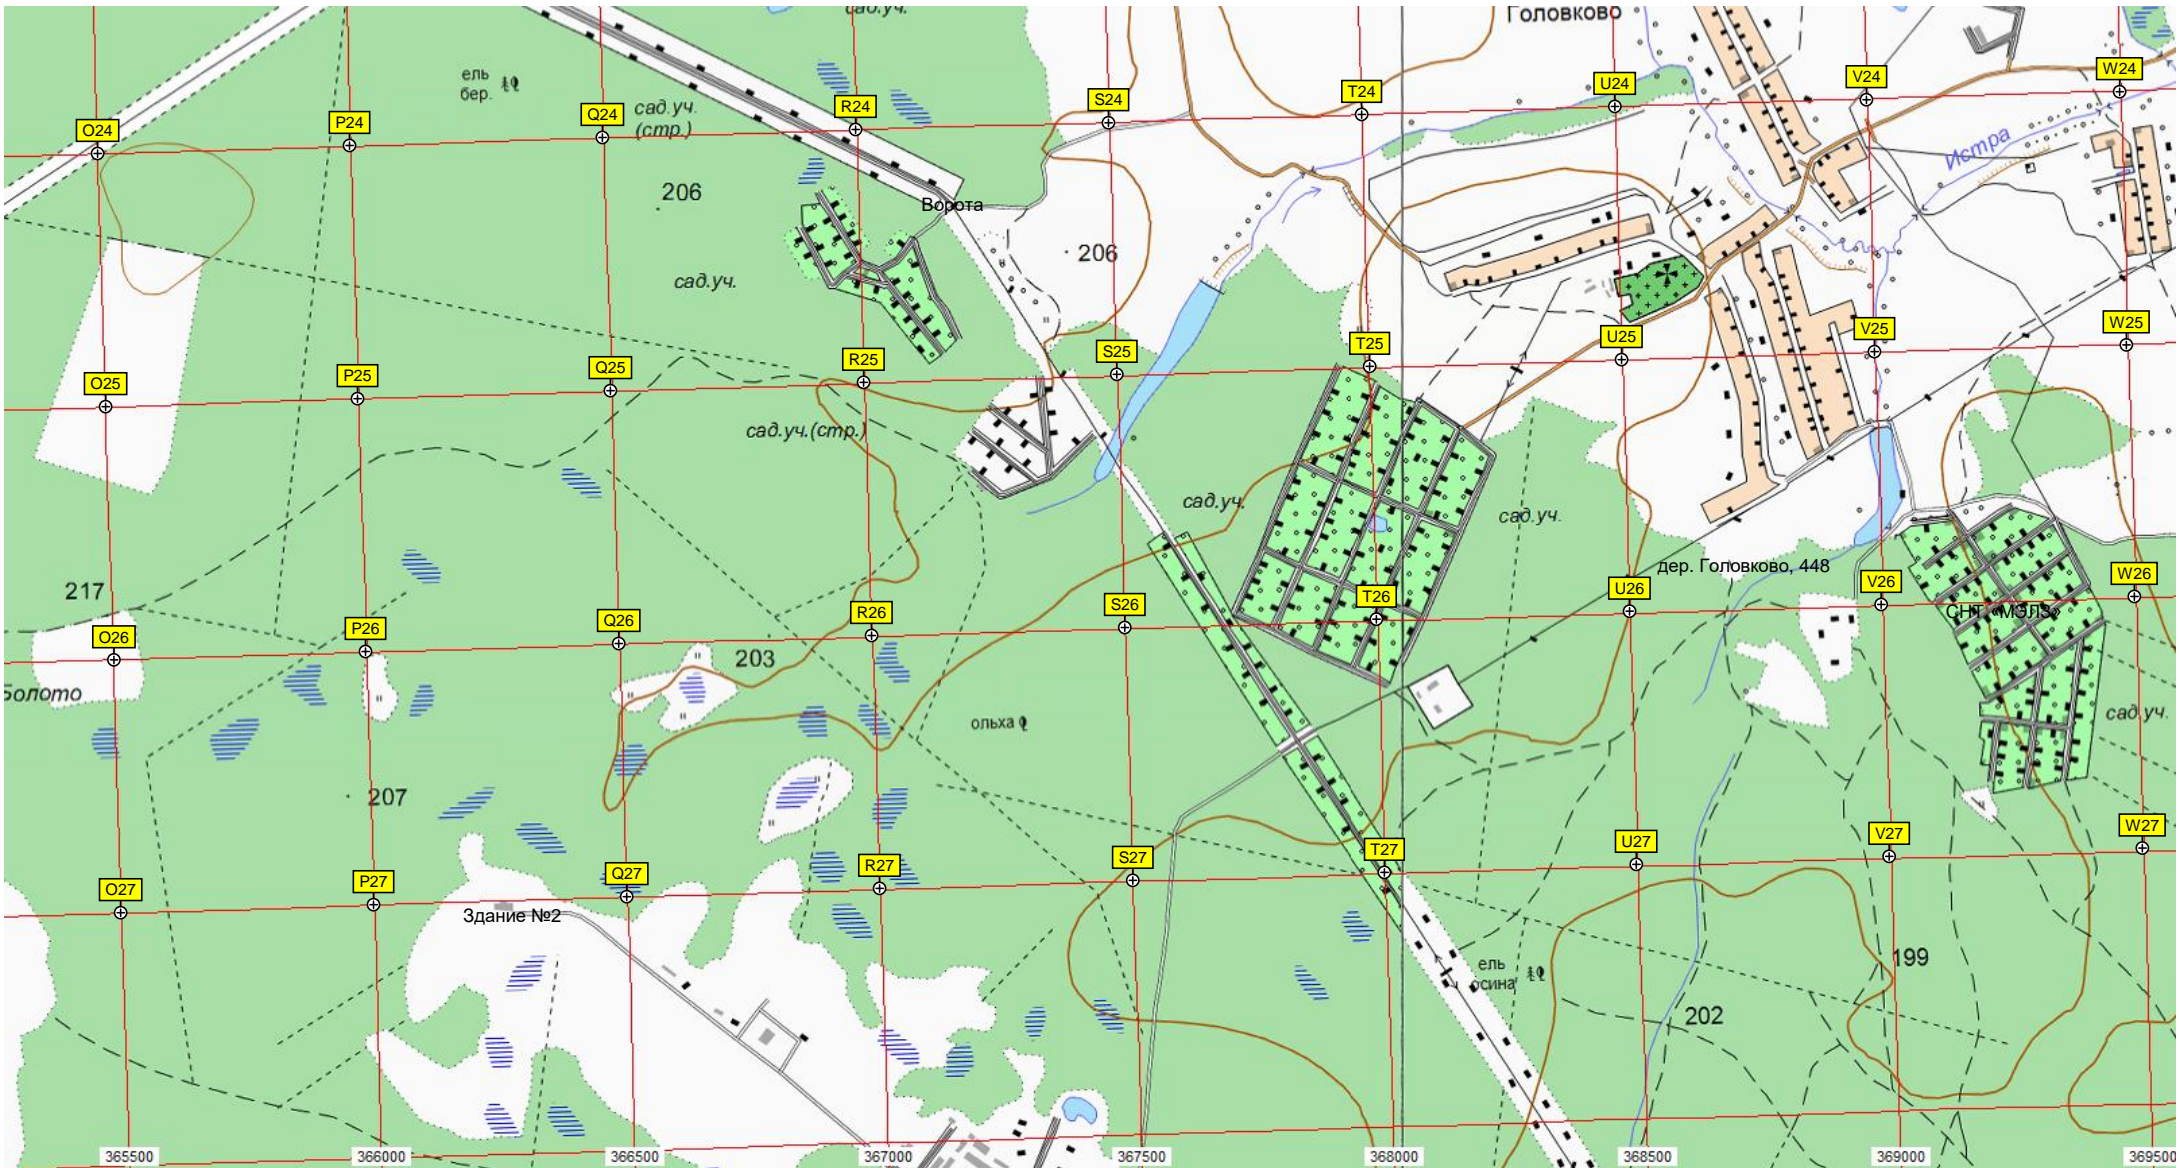 сад.уч.
Головково
ель
бер.
сад.уч.
(стр.)
O24
P24
Q24
R24
S24
T24
U24
V24
W24
Истра
206
Ворота
206
сад.уч.
O25
P25
Q25
R25
S25
T25
U25
V25
W25
сад.уч.(стр.)
сад.уч.
сад.уч.
217
дер. Головково, 448
O26
P26
Q26
R26
S26
T26
U26
V26
W26
СНТ «МЭЛЗ»
203
Болото
ольха
сад.уч.
207
O27
P27
Q27
R27
S27
T27
U27
V27
W27
Здание №2
199
ель
осина
202
365500
366000
366500
367000
367500
368000
368500
369000
369500